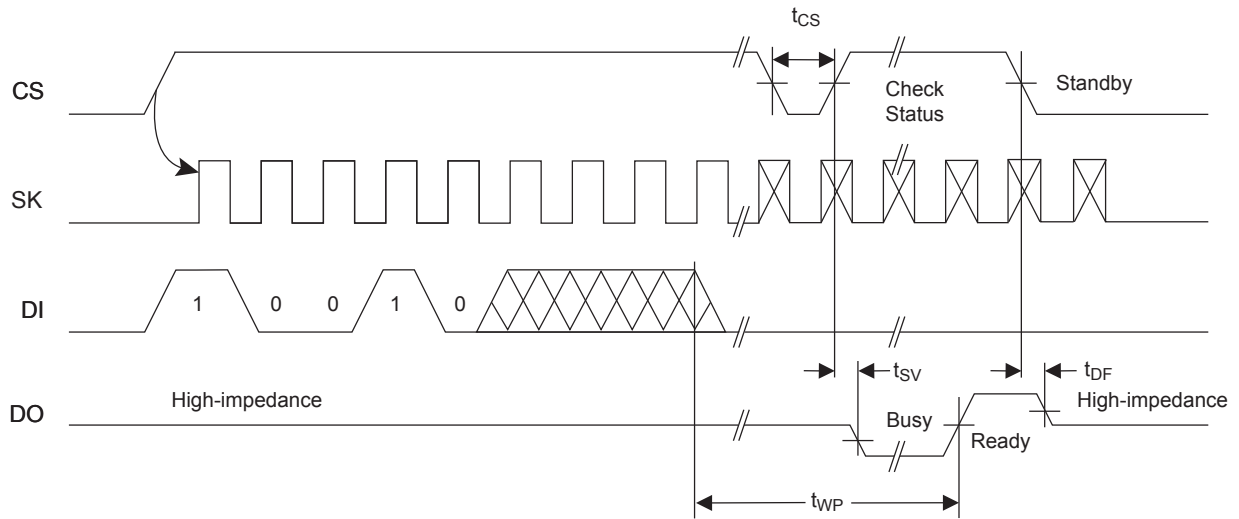 tCS
CS
Check
Status
Standby
SK
DI
1 0 0 1 0
tSV
tDF
High-impedance
High-impedance
DO
Busy
Ready
tWP